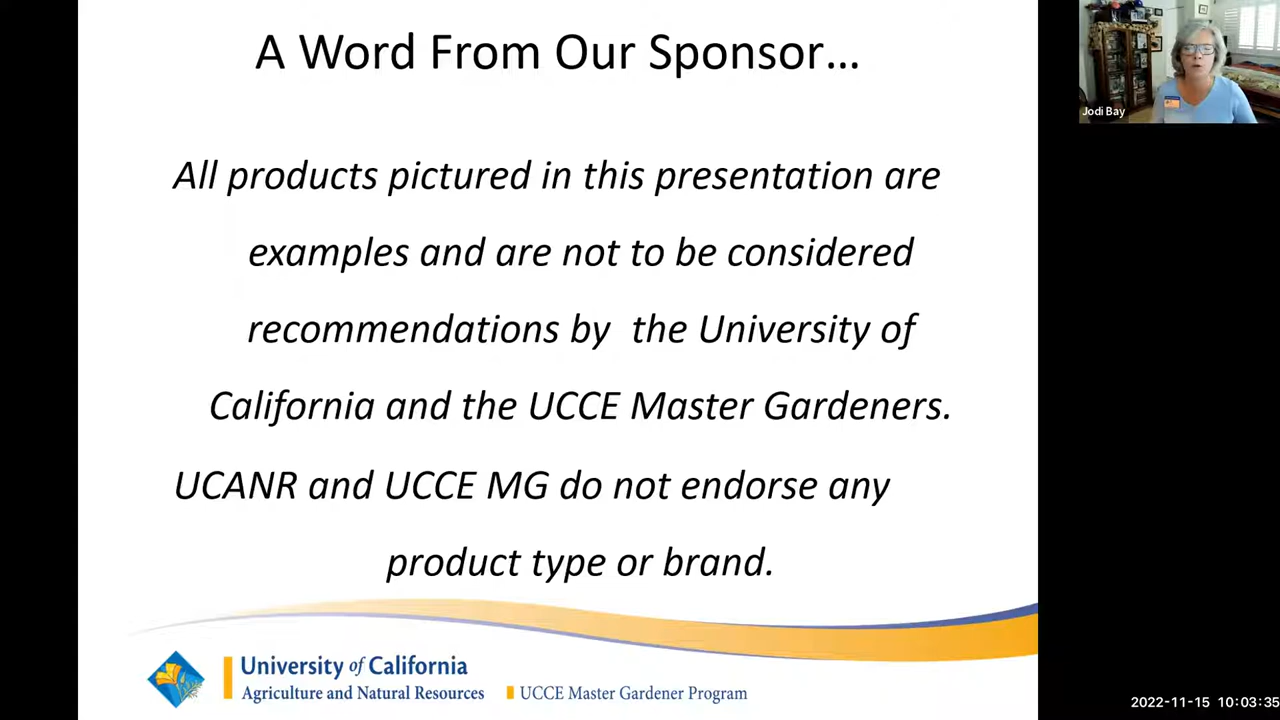 A Word From Our Sponsor…
All products pictured in this presentation are
examples and are not to be considered
recommendations by the University of
California and the UCCE Master Gardeners.
UCANR and UCCE MG do not endorse any
product type or brand.
University of California
Agriculture and Natural Resources
UCCE Master Gardener Program
Jodi Bay
2022-11-15 10:03:35